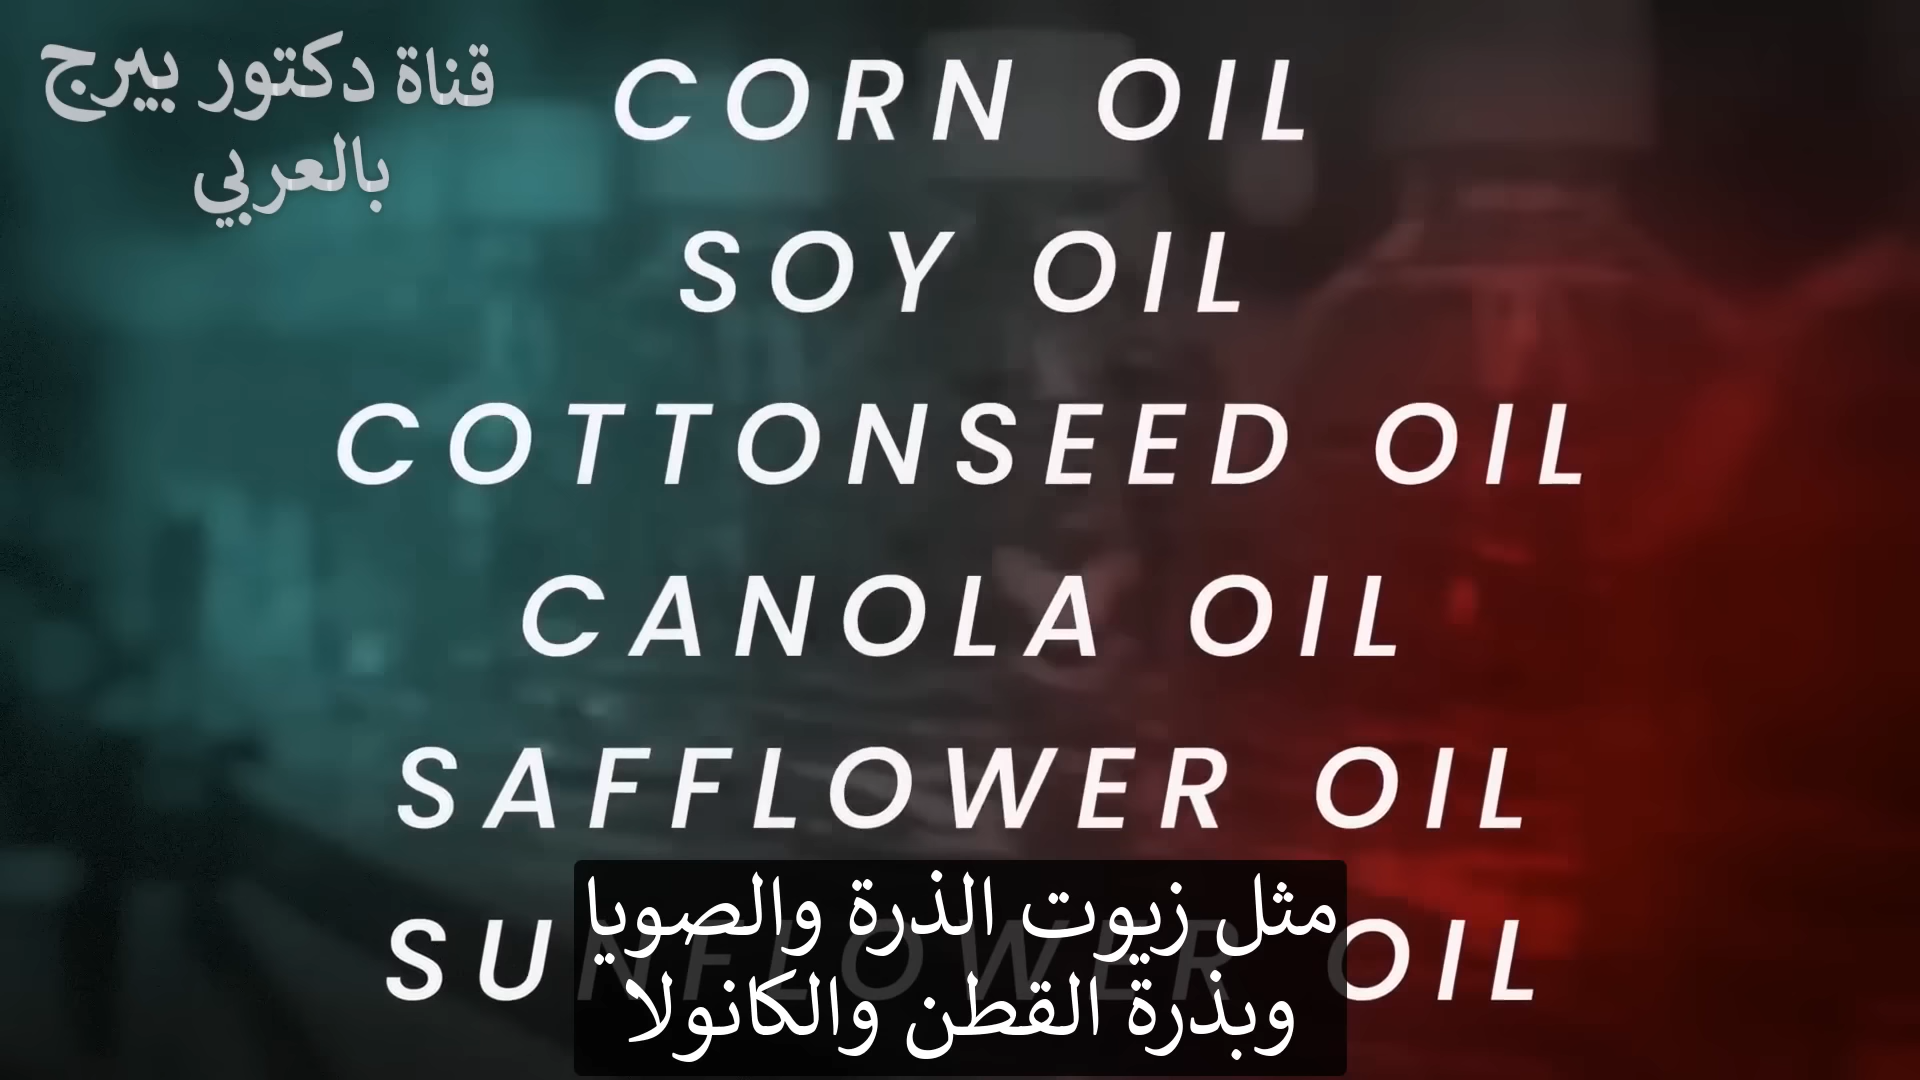 قناة دكتور بيرج
بالعربي
CORN OIL
SOY OIL
COTTONSEED OIL
CANOLA OIL
SAFFLOWER OIL
SUNFLOWER OIL
مثل زيوت الذرة والصويا
وبذرة القطن والكانولا